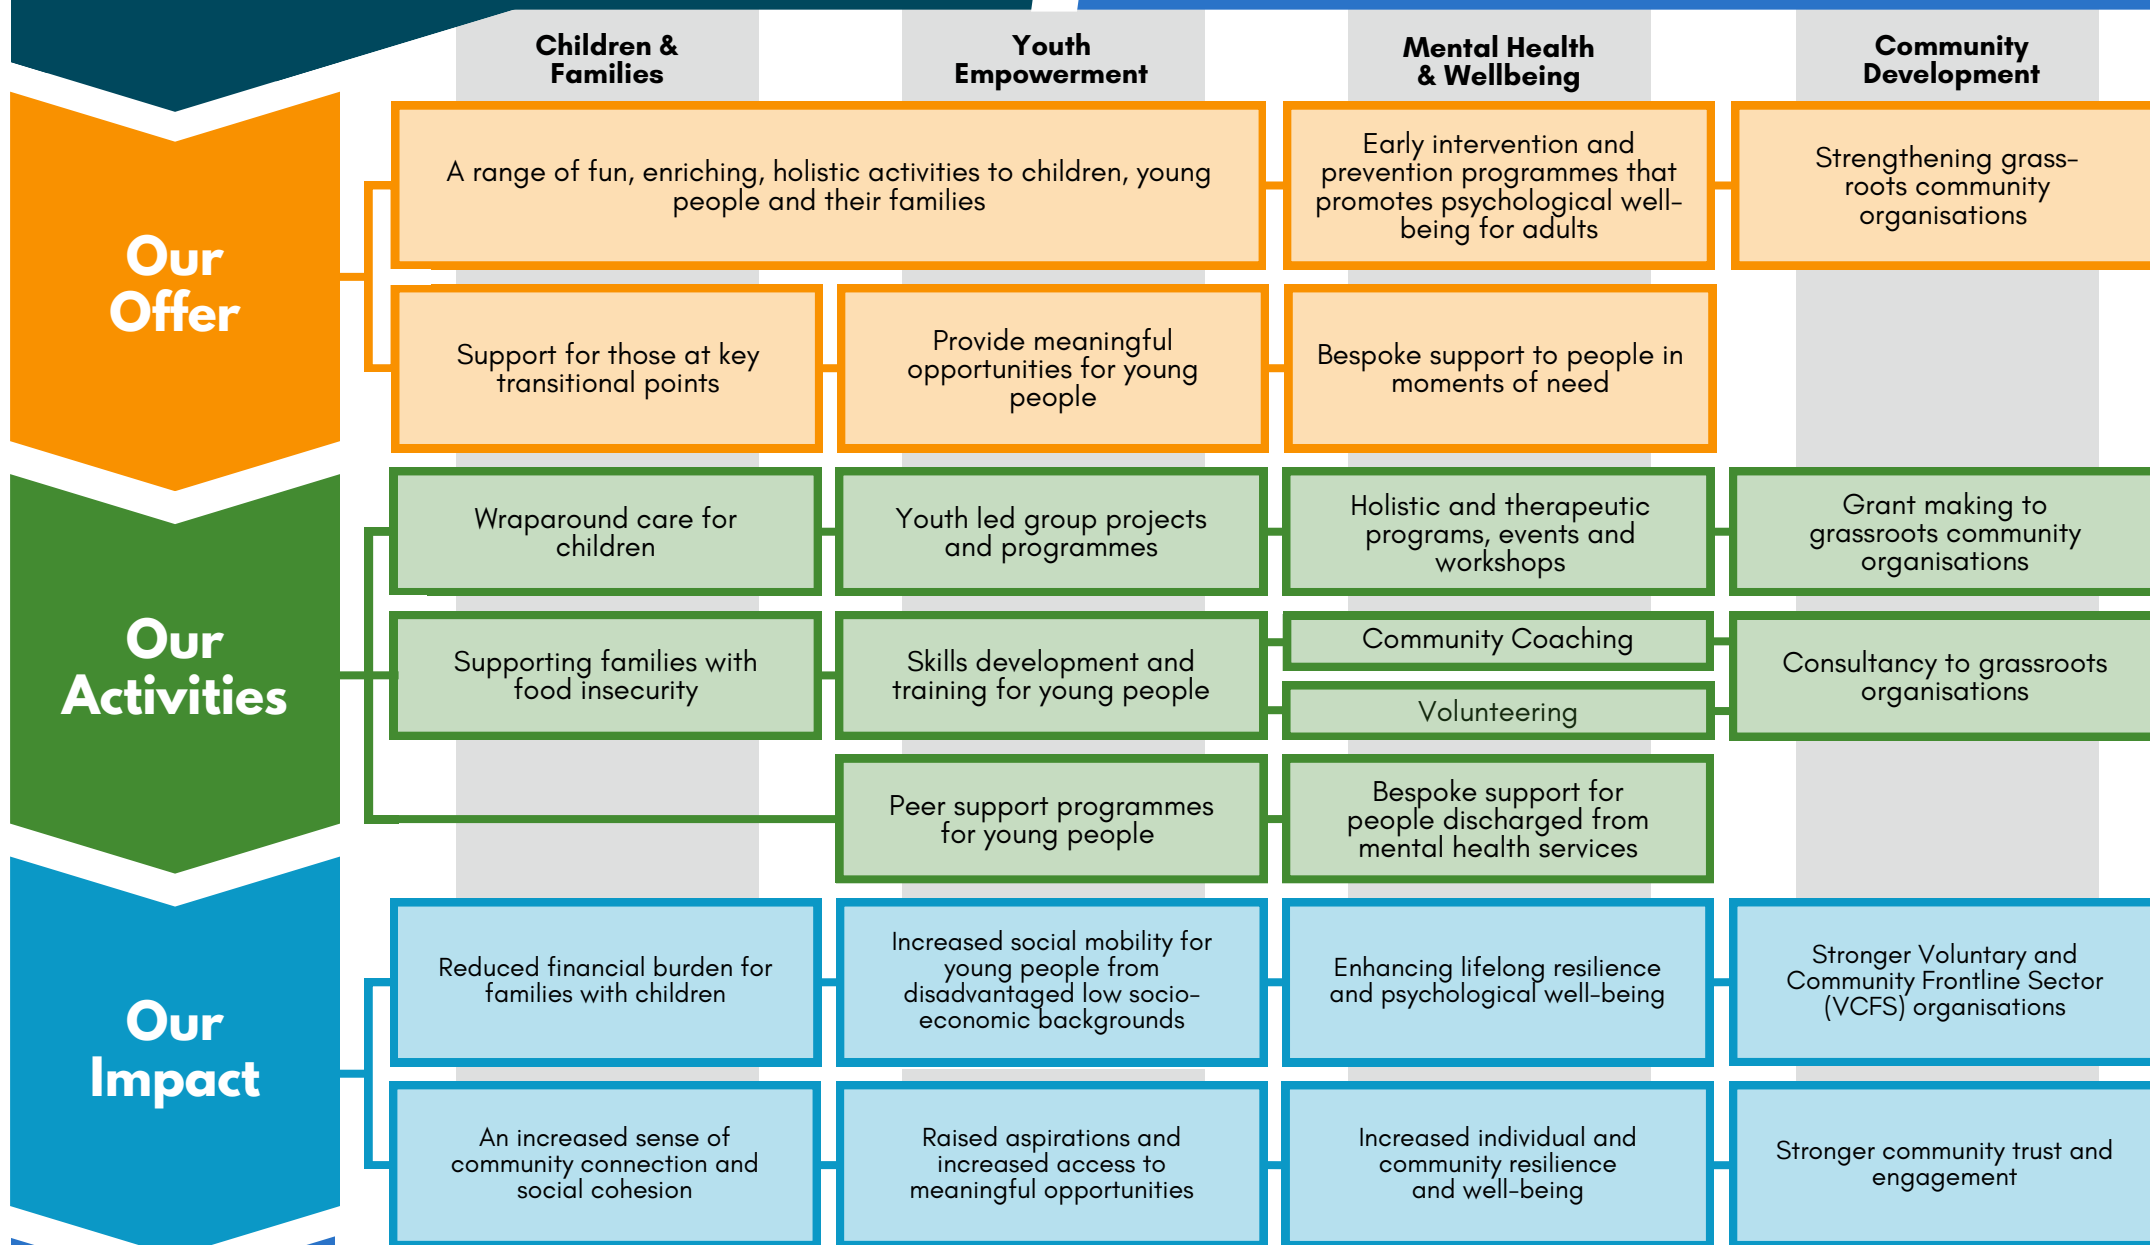 Children &
Families
Youth
Empowerment
Mental Health
& Wellbeing
Community
Development
Our
Offer
A range of fun, enriching, holistic activities to children, young
people and their families
Early intervention and
prevention programmes that
promotes psychological well-
being for adults
Strengthening grass-
roots community
organisations
Support for those at key
transitional points
Provide meaningful
opportunities for young
people
Bespoke support to people in
moments of need
Our
Activities
Wraparound care for
children
Youth led group projects
and programmes
Holistic and therapeutic
programs, events and
workshops
Grant making to
grassroots community
organisations
Supporting families with
food insecurity
Skills development and
training for young people
Community Coaching
Volunteering
Consultancy to grassroots
organisations
Peer support programmes
for young people
Bespoke support for
people discharged from
mental health services
Our
Impact
Reduced financial burden for
families with children
Increased social mobility for
young people from
disadvantaged low socio-
economic backgrounds
Enhancing lifelong resilience
and psychological well-being
Stronger Voluntary and
Community Frontline Sector
(VCFS) organisations
An increased sense of
community connection and
social cohesion
Raised aspirations and
increased access to
meaningful opportunities
Increased individual and
community resilience
and well-being
Stronger community trust and
engagement